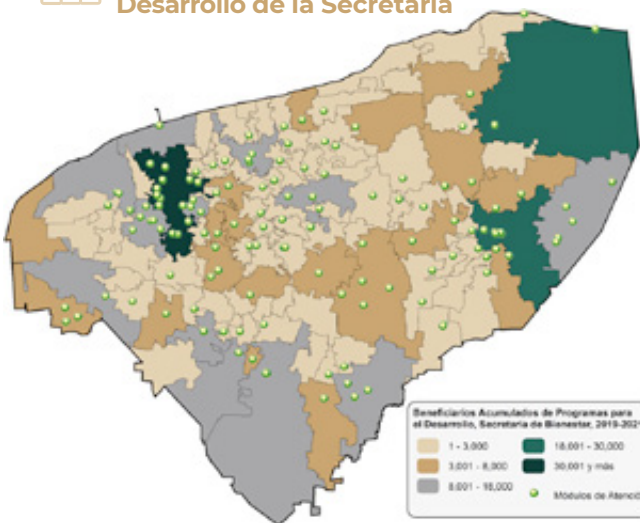 Desarrollo de la Secretaría
Beneficiarios Acumulados de Programas para
el Desarrollo, Secretaría de Bienestar, 2019-2021
1 - 3,000
18,001 - 30,000
3,001 - 8,000
30,001 y más
8,001 - 18,000
Módulos de Atenció